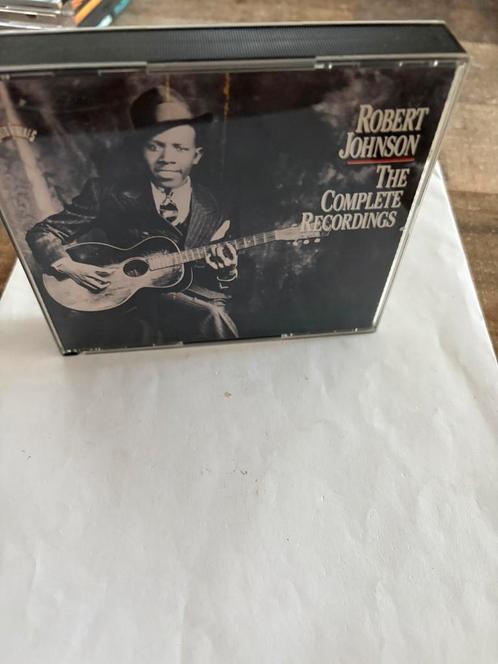 ROBERT
JOHNSON
THE
COMPLETE
RECORDINGS